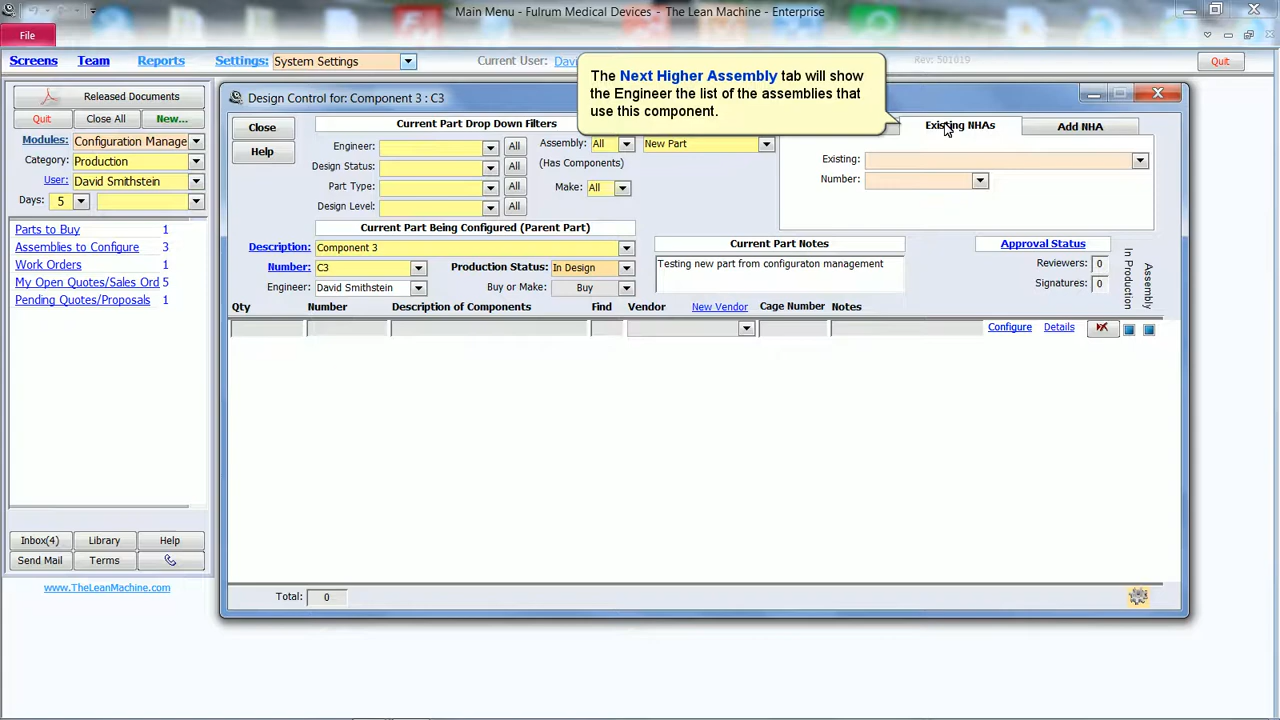 Main Menu - Fulrum Medical Devices - The Lean Machine - Enterprise
File
Screens Team Reports Settings: System Settings Current User: Dav Rev: 501019 Quit
The Next Higher Assembly tab will show
the Engineer the list of the assemblies that
use this component.
Released Documents
Quit Close All New...
Modules: Configuration Manage
Category: Production
User: David Smithstein
Days: 5
Parts to Buy 1
Assemblies to Configure 3
Work Orders 1
My Open Quotes/Sales Ord 5
Pending Quotes/Proposals 1
Inbox(4) Library Help
Send Mail Terms
www.TheLeanMachine.com
Design Control for: Component 3 : C3
Close Current Part Drop Down Filters Existing NHAs Add NHA
Help
Engineer: All Assembly: All New Part
Design Status: All (Has Components)
Part Type: All Make: All
Design Level: All
Existing:
Number:
Current Part Being Configured (Parent Part)
Description: Component 3
Number: C3 Production Status: In Design
Engineer: David Smithstein Buy or Make: Buy
Current Part Notes
Testing new part from configuraton management
Approval Status
Reviewers: 0
Signatures: 0
In Production
Assembly
Qty Number Description of Components Find Vendor New Vendor Cage Number Notes
Configure Details
Total: 0